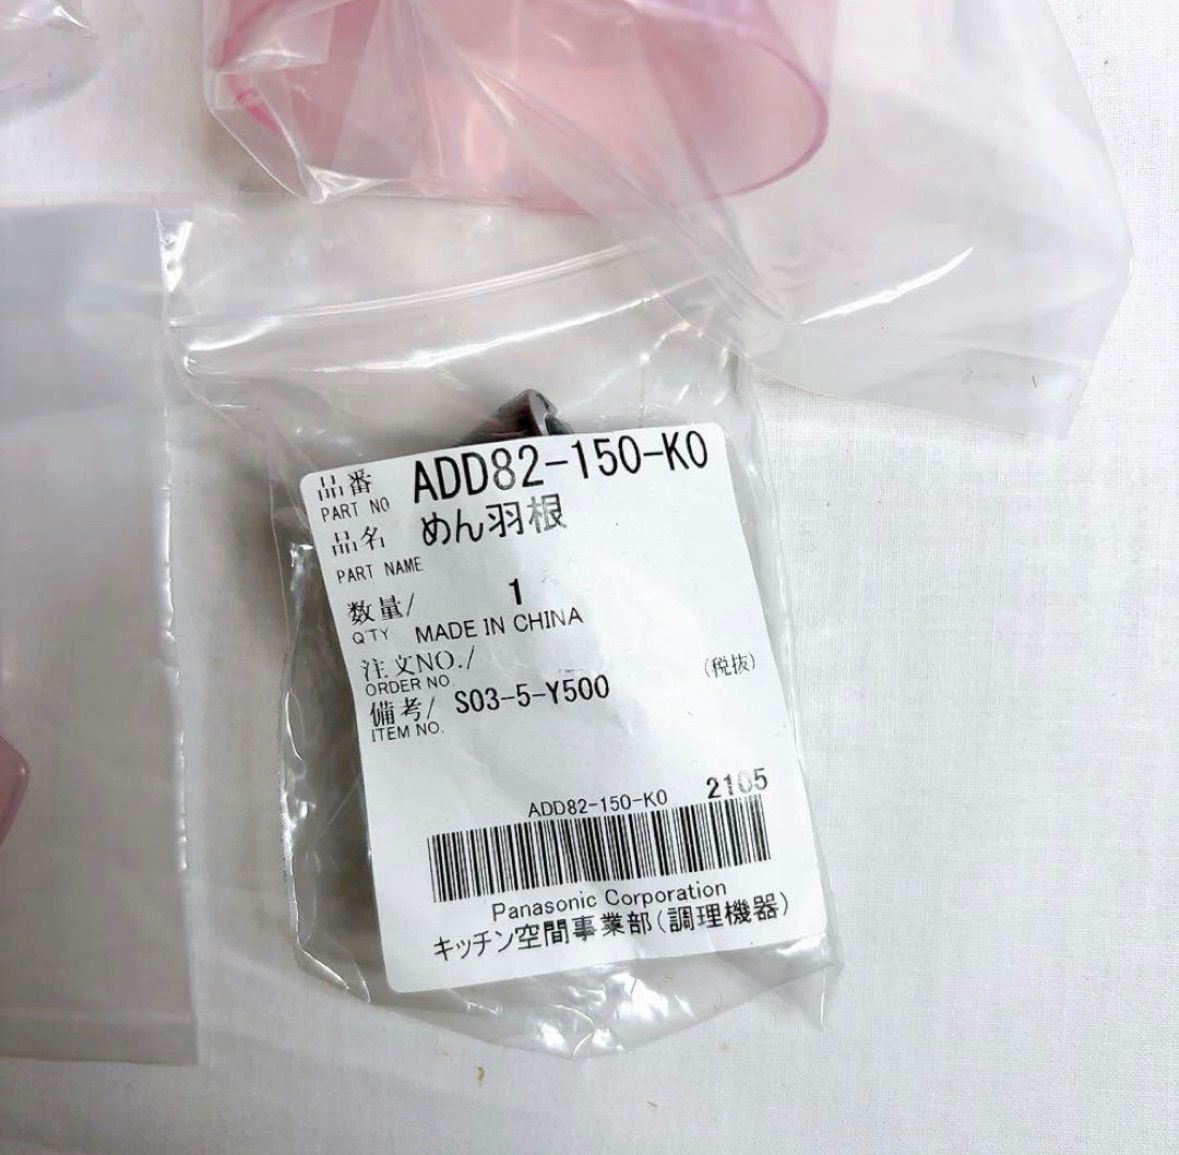 品番 ADD82-150-K0
PART NO
品名 めん羽根
PART NAME
数量/ 1
Q'TY MADE IN CHINA
注文NO./ (税抜)
ORDER NO.
備考/ S03-5-Y500
ITEM NO.
ADD82-150-K0 2105
Panasonic Corporation
キッチン空間事業部(調理機器)